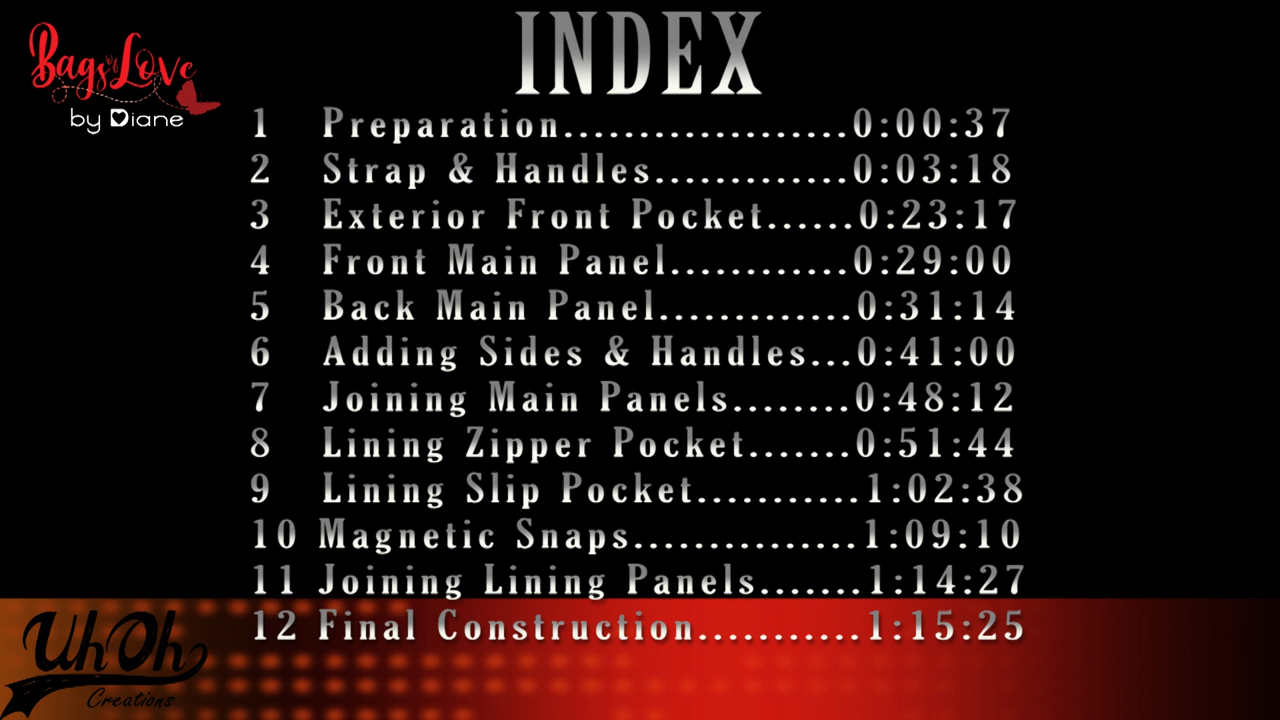 INDEX
Bags of Love
by Diane
1 Preparation...................0:00:37
2 Strap & Handles.............0:03:18
3 Exterior Front Pocket......0:23:17
4 Front Main Panel............0:29:00
5 Back Main Panel.............0:31:14
6 Adding Sides & Handles...0:41:00
7 Joining Main Panels........0:48:12
8 Lining Zipper Pocket.......0:51:44
9 Lining Slip Pocket...........1:02:38
10 Magnetic Snaps...............1:09:10
11 Joining Lining Panels.......1:14:27
12 Final Construction...........1:15:25
UhOh
Creations